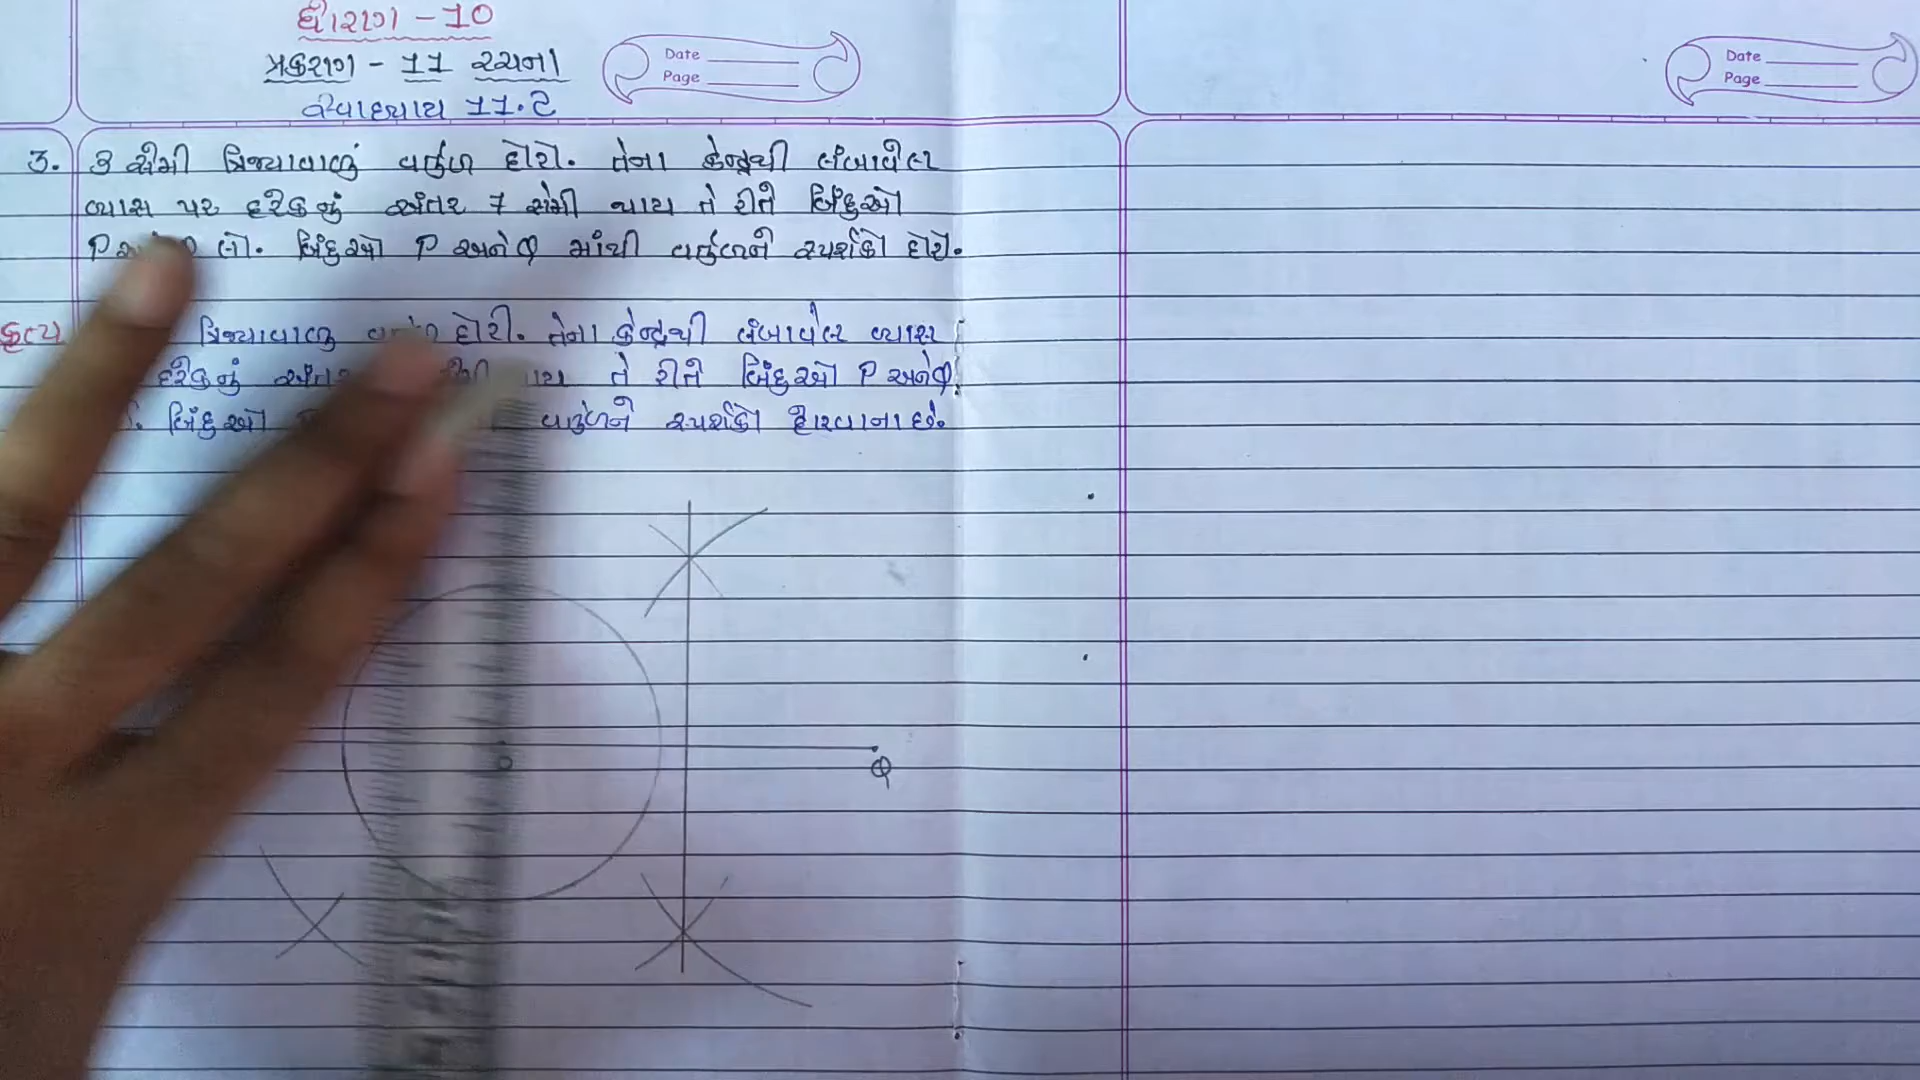 ધોરણ - 10
પ્રકરણ - 11 રચના
સ્વાધ્યાય 11.2
Date
Page
Date
Page
3. 3 સેમી ત્રિજ્યાવાળું વર્તુળ દોરો. તેના કેન્દ્રથી લંબાવેલ
વ્યાસ પર દરેકનું અંતર 7 સેમી થાય તે રીતે બિંદુઓ
P લો. બિંદુઓ P અને Q માંથી વર્તુળને સ્પર્શકો દોરો.
ત્રિજ્યાવાળુ દોરી. તેના કેન્દ્રથી લંબાવેલ વ્યાસ
દરેકનું તે રીતે બિંદુઓ P અને Q
બિંદુઓ વર્તુળને સ્પર્શકો દોરવાના છે.
O
Q